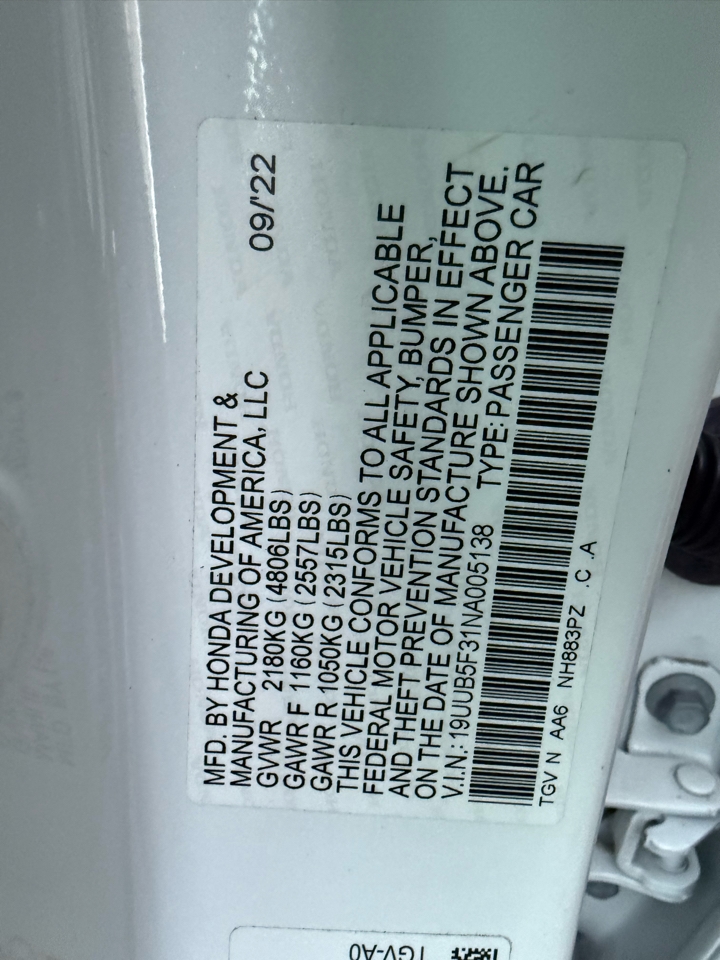 MFD. BY HONDA DEVELOPMENT &
MANUFACTURING OF AMERICA, LLC 09/'22
GVWR 2180KG (4806LBS)
GAWR F 1160KG (2557LBS)
GAWR R 1050KG (2315LBS)
THIS VEHICLE CONFORMS TO ALL APPLICABLE
FEDERAL MOTOR VEHICLE SAFETY, BUMPER,
AND THEFT PREVENTION STANDARDS IN EFFECT
ON THE DATE OF MANUFACTURE SHOWN ABOVE.
V.I.N.: 19UUB5F31NA005138 TYPE: PASSENGER CAR
TGV N AA6 NH883PZ .C .A
TGV-A0